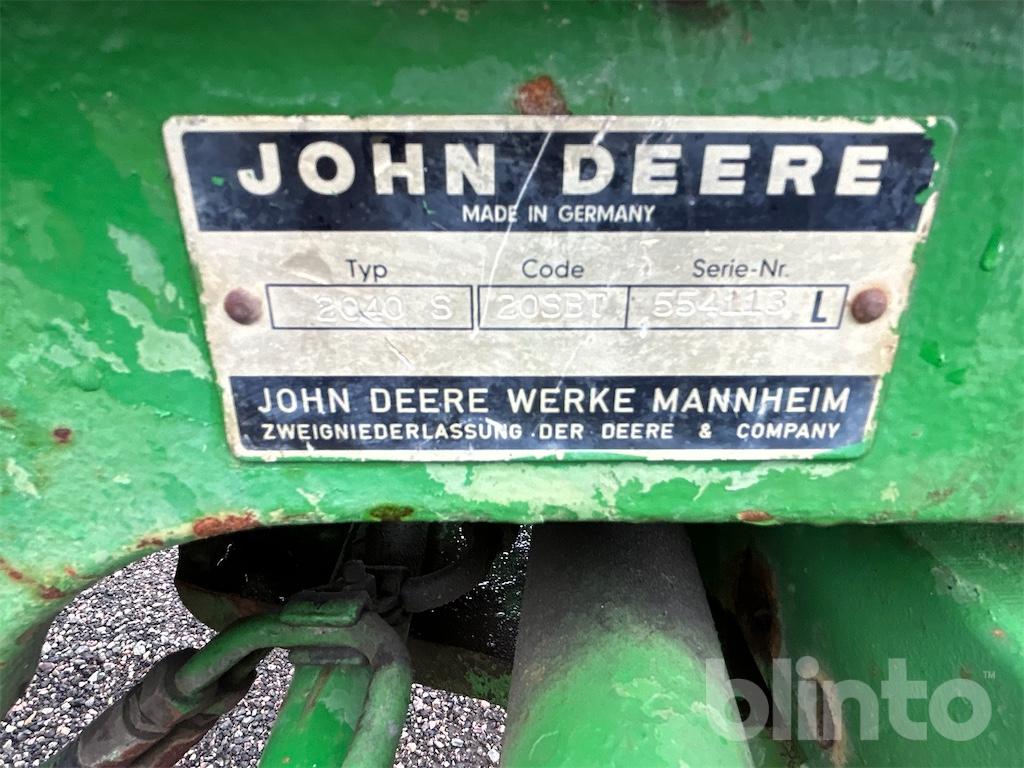 JOHN DEERE
MADE IN GERMANY
Typ Code Serie-Nr.
2040 S 20SBT 554113 L
JOHN DEERE WERKE MANNHEIM
ZWEIGNIEDERLASSUNG DER DEERE & COMPANY
blinto™